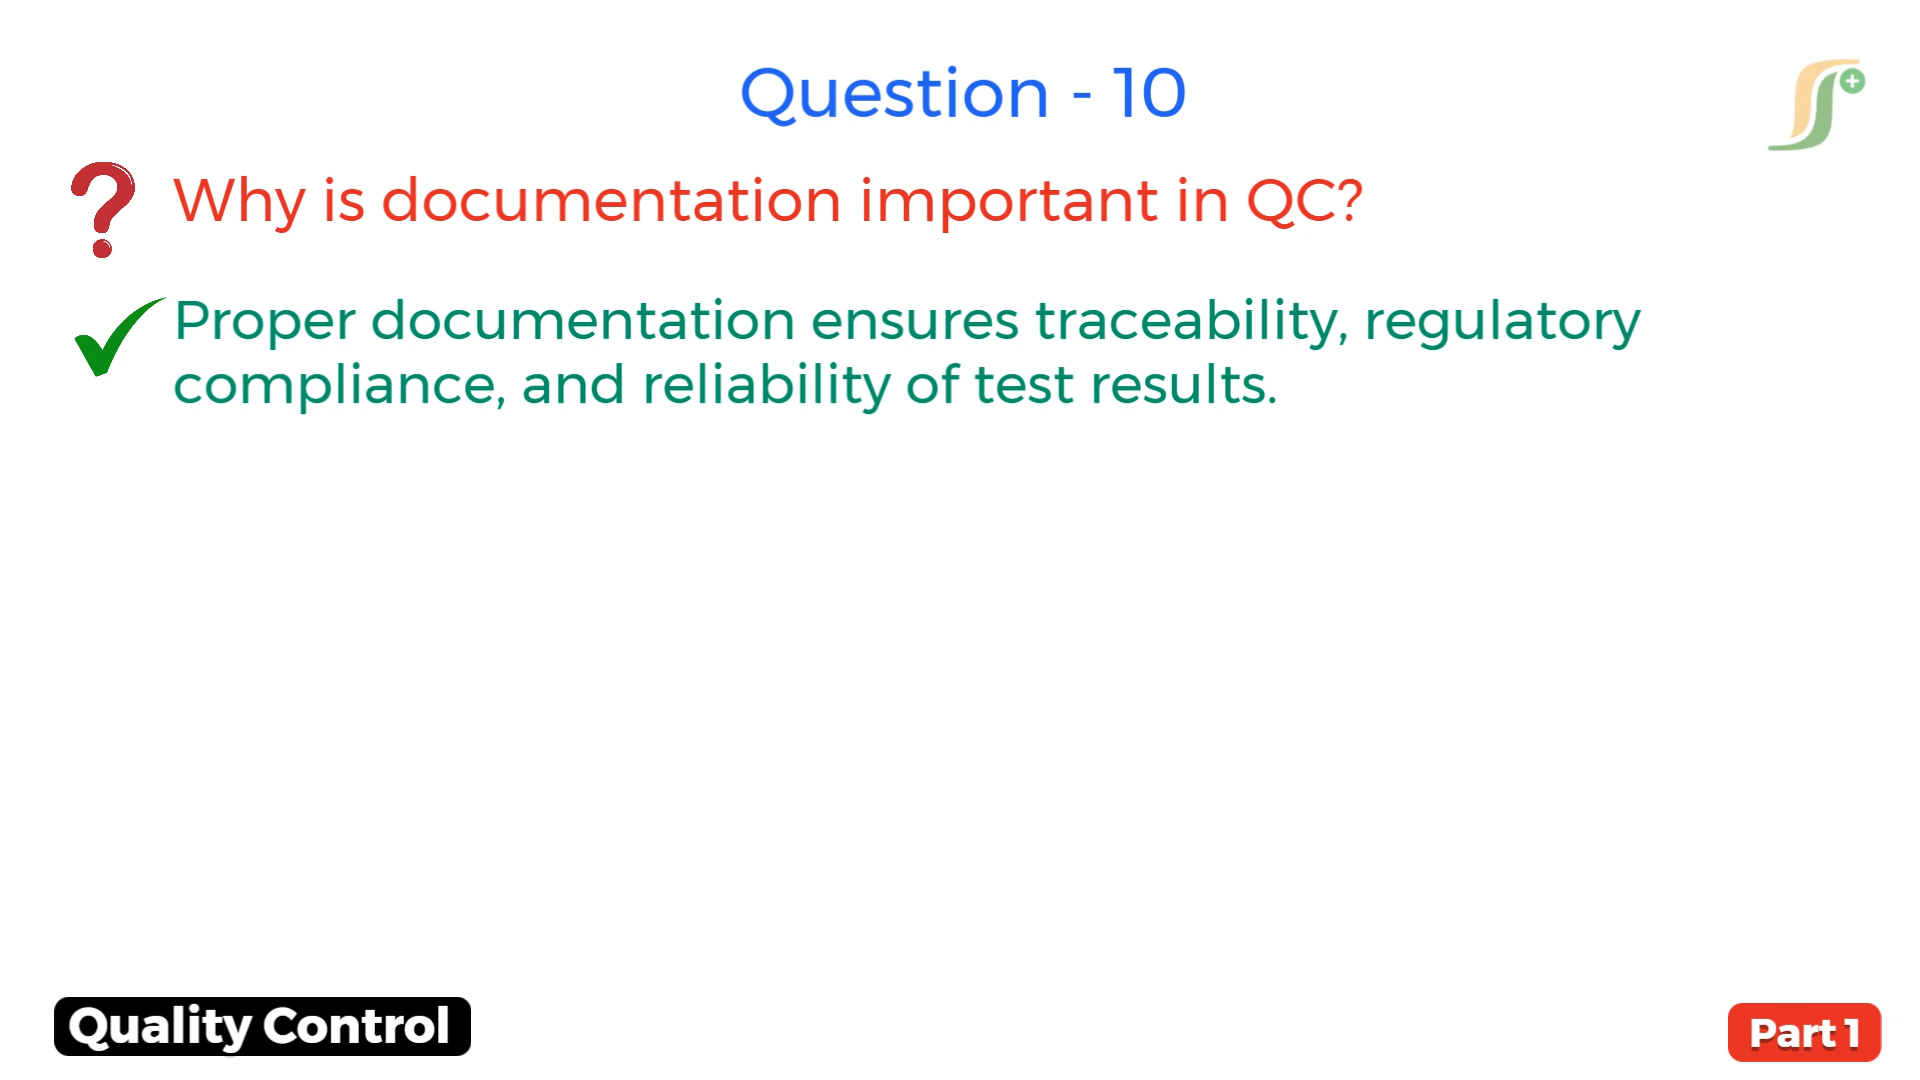 Question - 10
Why is documentation important in QC?
Proper documentation ensures traceability, regulatory
compliance, and reliability of test results.
Quality Control
Part 1